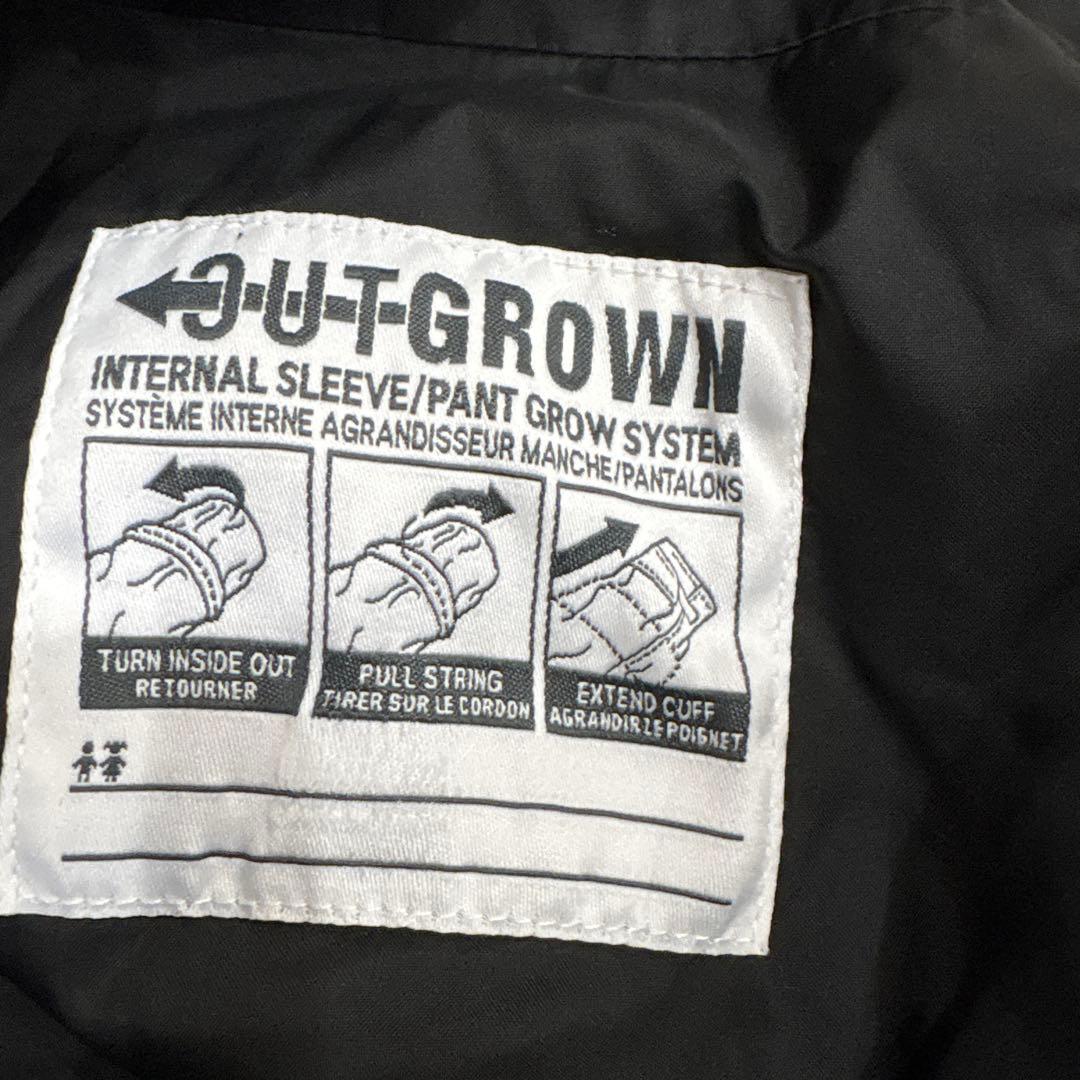 OUTGROWN
INTERNAL SLEEVE/PANT GROW SYSTEM
SYSTÈME INTERNE AGRANDISSEUR MANCHE/PANTALONS
TURN INSIDE OUT
RETOURNER
PULL STRING
TIRER SUR LE CORDON
EXTEND CUFF
AGRANDIR LE POIGNET